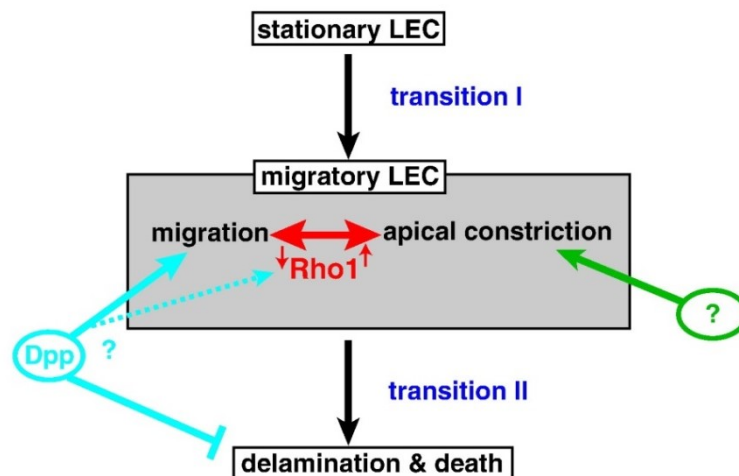 stationary LEC
transition I
migratory LEC
migration apical constriction
↓Rho1↑
?
Dpp ?
transition II
delamination & death